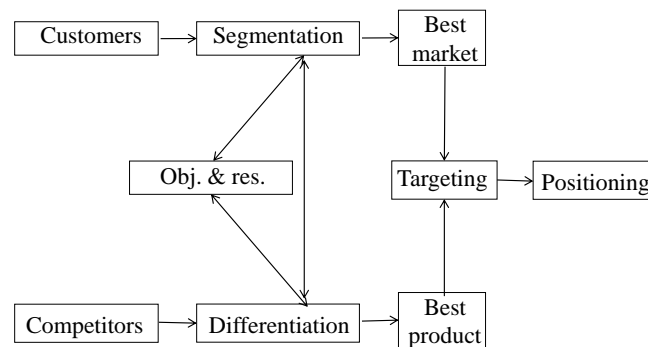 Customers
Segmentation
Best
market
Obj. & res.
Targeting
Positioning
Competitors
Differentiation
Best
product